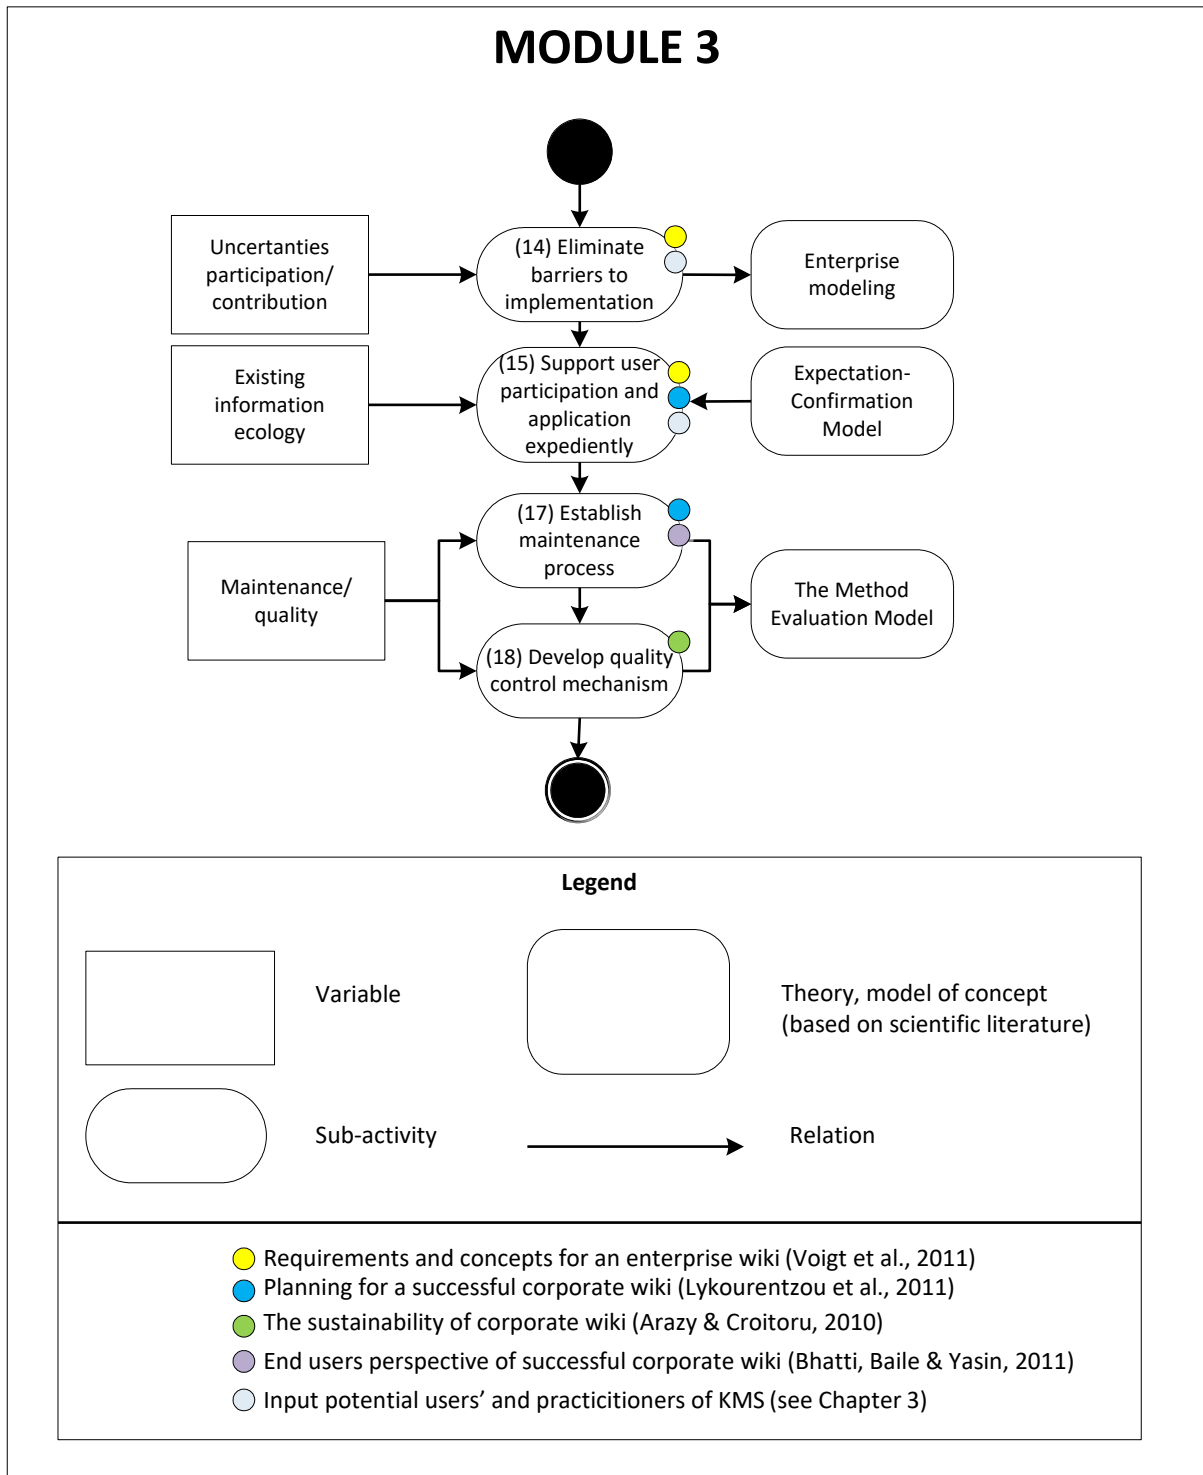 MODULE 3
Uncertanties
participation/
contribution
(14) Eliminate
barriers to
implementation
Enterprise
modeling
Existing
information
ecology
(15) Support user
participation and
application
expediently
Expectation-
Confirmation
Model
Maintenance/
quality
(17) Establish
maintenance
process
(18) Develop quality
control mechanism
The Method
Evaluation Model
Legend
Variable
Theory, model of concept
(based on scientific literature)
Sub-activity
Relation
Requirements and concepts for an enterprise wiki (Voigt et al., 2011)
Planning for a successful corporate wiki (Lykourentzou et al., 2011)
The sustainability of corporate wiki (Arazy & Croitoru, 2010)
End users perspective of successful corporate wiki (Bhatti, Baile & Yasin, 2011)
Input potential users’ and practicitioners of KMS (see Chapter 3)